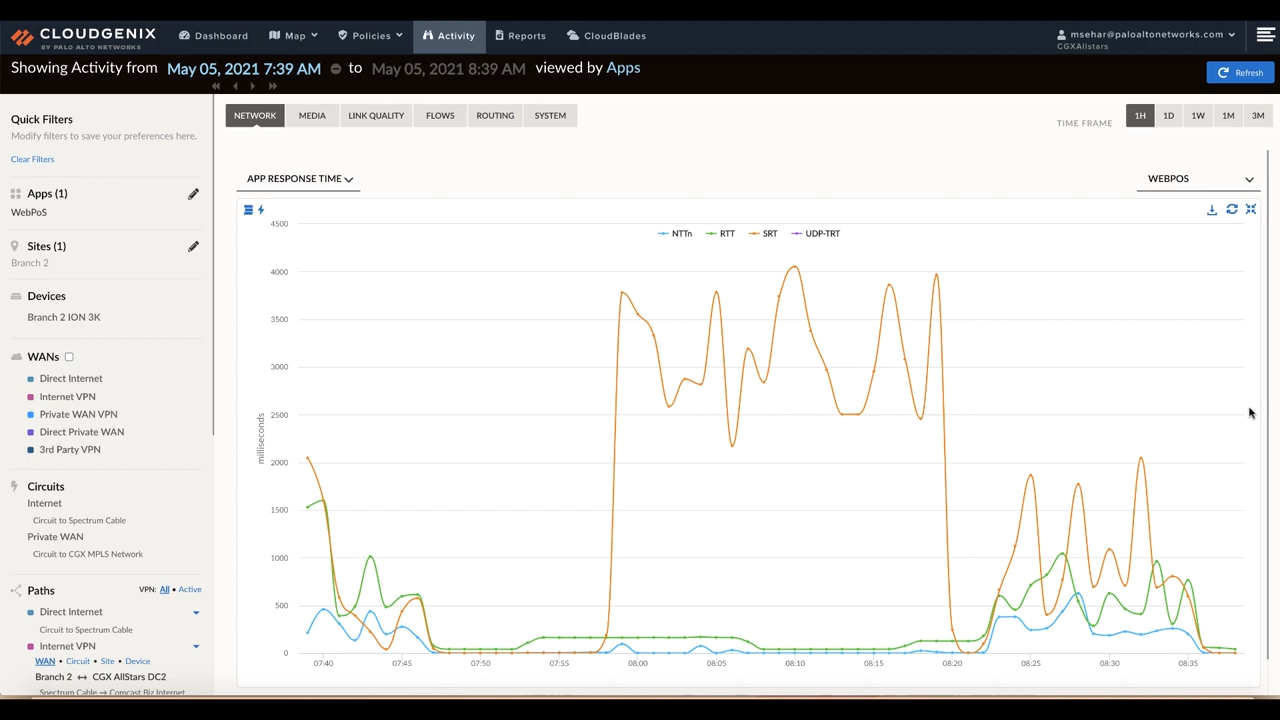 CLOUDGENIX
BY PALO ALTO NETWORKS
Dashboard Map Policies Activity Reports CloudBlades
msehar@paloaltonetworks.com
CGXAllstars
Showing Activity from May 05, 2021 7:39 AM to May 05, 2021 8:39 AM viewed by Apps
Refresh
Quick Filters
Modify filters to save your preferences here.
Clear Filters
Apps (1)
WebPoS
Sites (1)
Branch 2
Devices
Branch 2 ION 3K
WANs
Direct Internet
Internet VPN
Private WAN VPN
Direct Private WAN
3rd Party VPN
Circuits
Internet
Circuit to Spectrum Cable
Private WAN
Circuit to CGX MPLS Network
Paths VPN: All • Active
Direct Internet
Circuit to Spectrum Cable
Internet VPN
WAN • Circuit • Site • Device
Branch 2 ↔ CGX AllStars DC2
Spectrum Cable → Comcast Biz Internet
NETWORK MEDIA LINK QUALITY FLOWS ROUTING SYSTEM
TIME FRAME 1H 1D 1W 1M 3M
APP RESPONSE TIME
WEBPOS
NTTn RTT SRT UDP-TRT
milliseconds
4500
4000
3500
3000
2500
2000
1500
1000
500
0
07:40 07:45 07:50 07:55 08:00 08:05 08:10 08:15 08:20 08:25 08:30 08:35